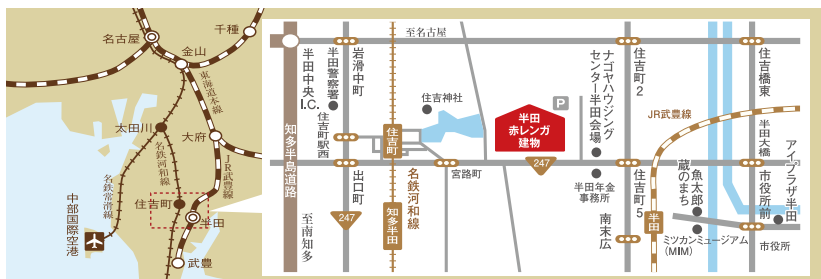 千種
名古屋
金山
東海道本線
太田川
大府
名鉄河和線
JR武豊線
名鉄常滑線
住吉町
半田
中部国際空港
武豊
至名古屋
半田中央
I.C.
半田警察署
岩滑中町
住吉神社
ナゴヤハウジング
センター半田会場
P
住吉町2
住吉橋東
JR武豊線
知多半島道路
住吉町駅西
住吉町
半田
赤レンガ
建物
247
半田大橋
アイプラザ半田
出口町
宮路町
名鉄河和線
半田年金
事務所
住吉町5
魚太郎
蔵のまち
市役所前
至南知多
247
知多半田
南末広
半田
ミツカンミュージアム
(MIM)
市役所